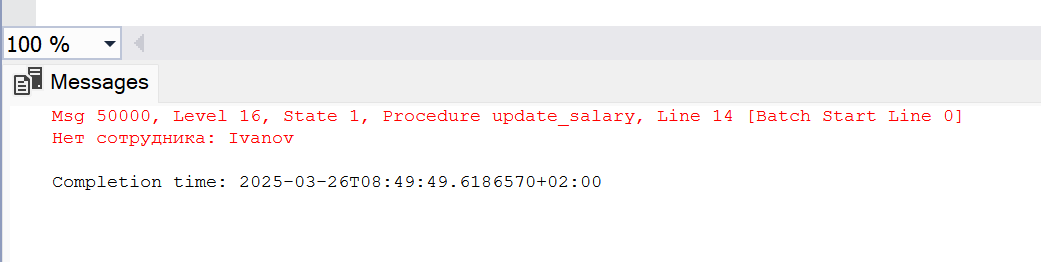 100 %
Messages
Msg 50000, Level 16, State 1, Procedure update_salary, Line 14 [Batch Start Line 0]
Нет сотрудника: Ivanov
Completion time: 2025-03-26T08:49:49.6186570+02:00